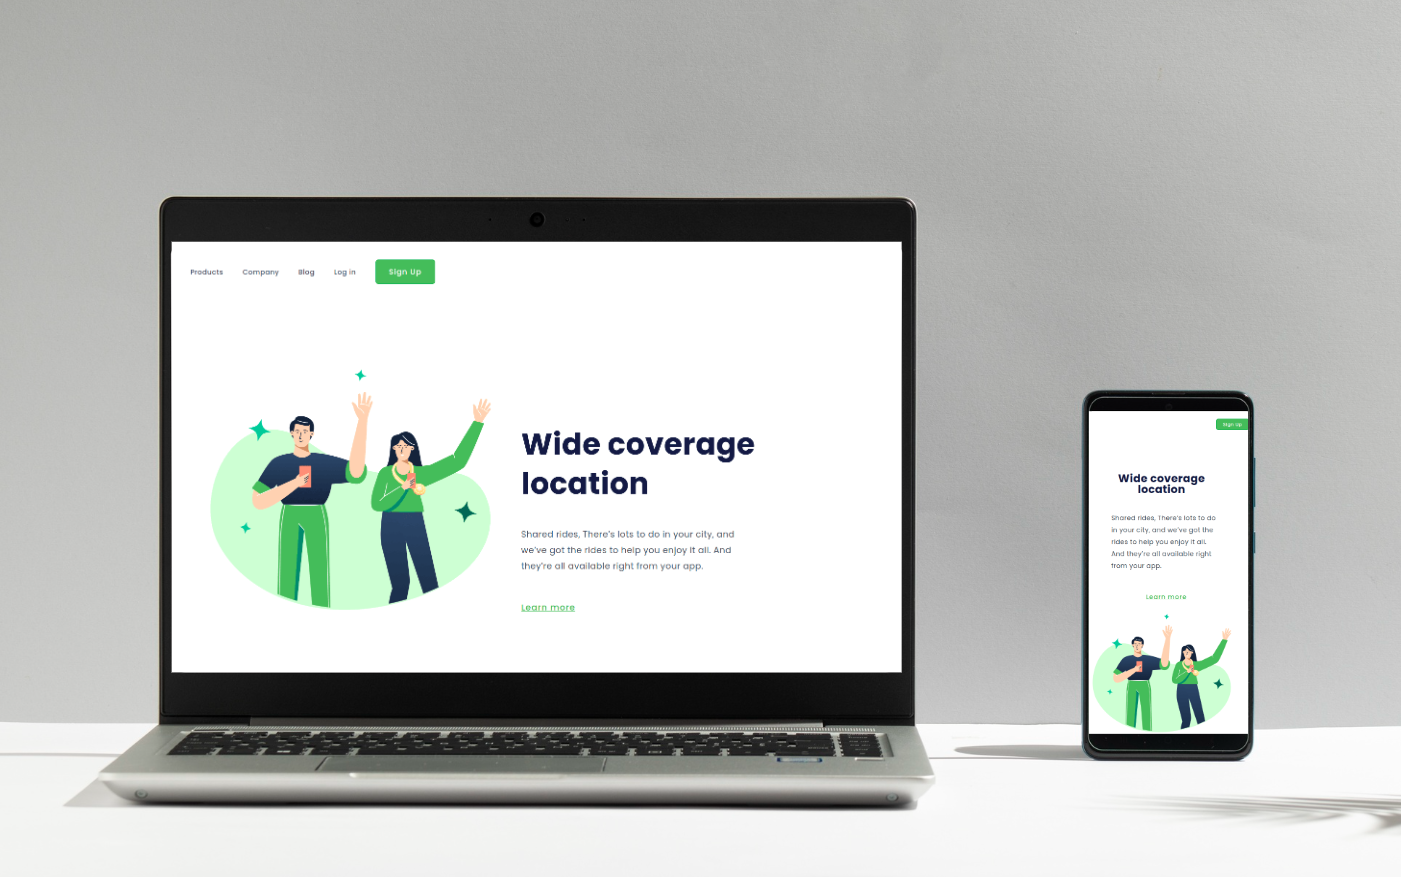 Products Company Blog Log in Sign Up
Wide coverage
location
Shared rides, There's lots to do in your city, and
we've got the rides to help you enjoy it all. And
they're all available right from your app.
Learn more
Sign up
Wide coverage
location
Shared rides, There's lots to do
in your city, and we've got the
rides to help you enjoy it all.
And they're all available right
from your app.
Learn more